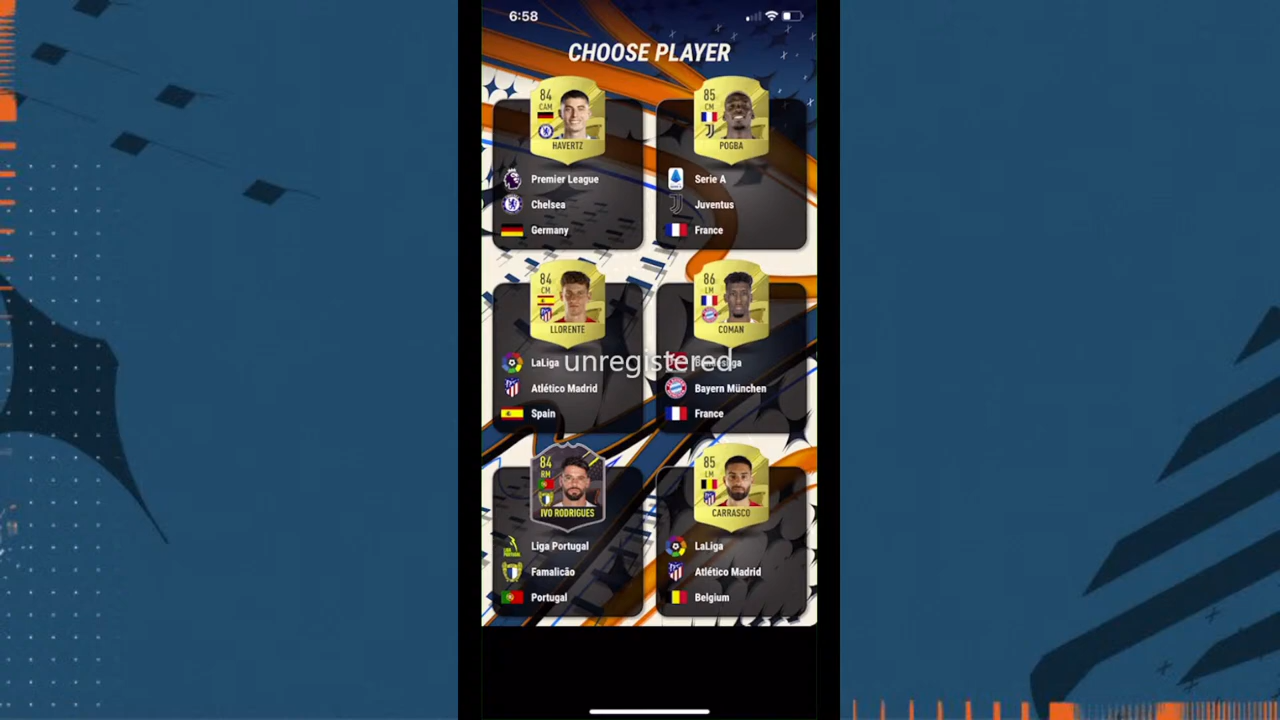 6:58
CHOOSE PLAYER
84
CAM
HAVERTZ
Premier League
Chelsea
Germany
85
CM
POGBA
Serie A
Juventus
France
84
CM
LLORENTE
LaLiga
Atlético Madrid
Spain
86
LM
COMAN
Bundesliga
Bayern München
France
unregistered
84
RM
IVO RODRIGUES
Liga Portugal
Famalicão
Portugal
85
LM
CARRASCO
LaLiga
Atlético Madrid
Belgium